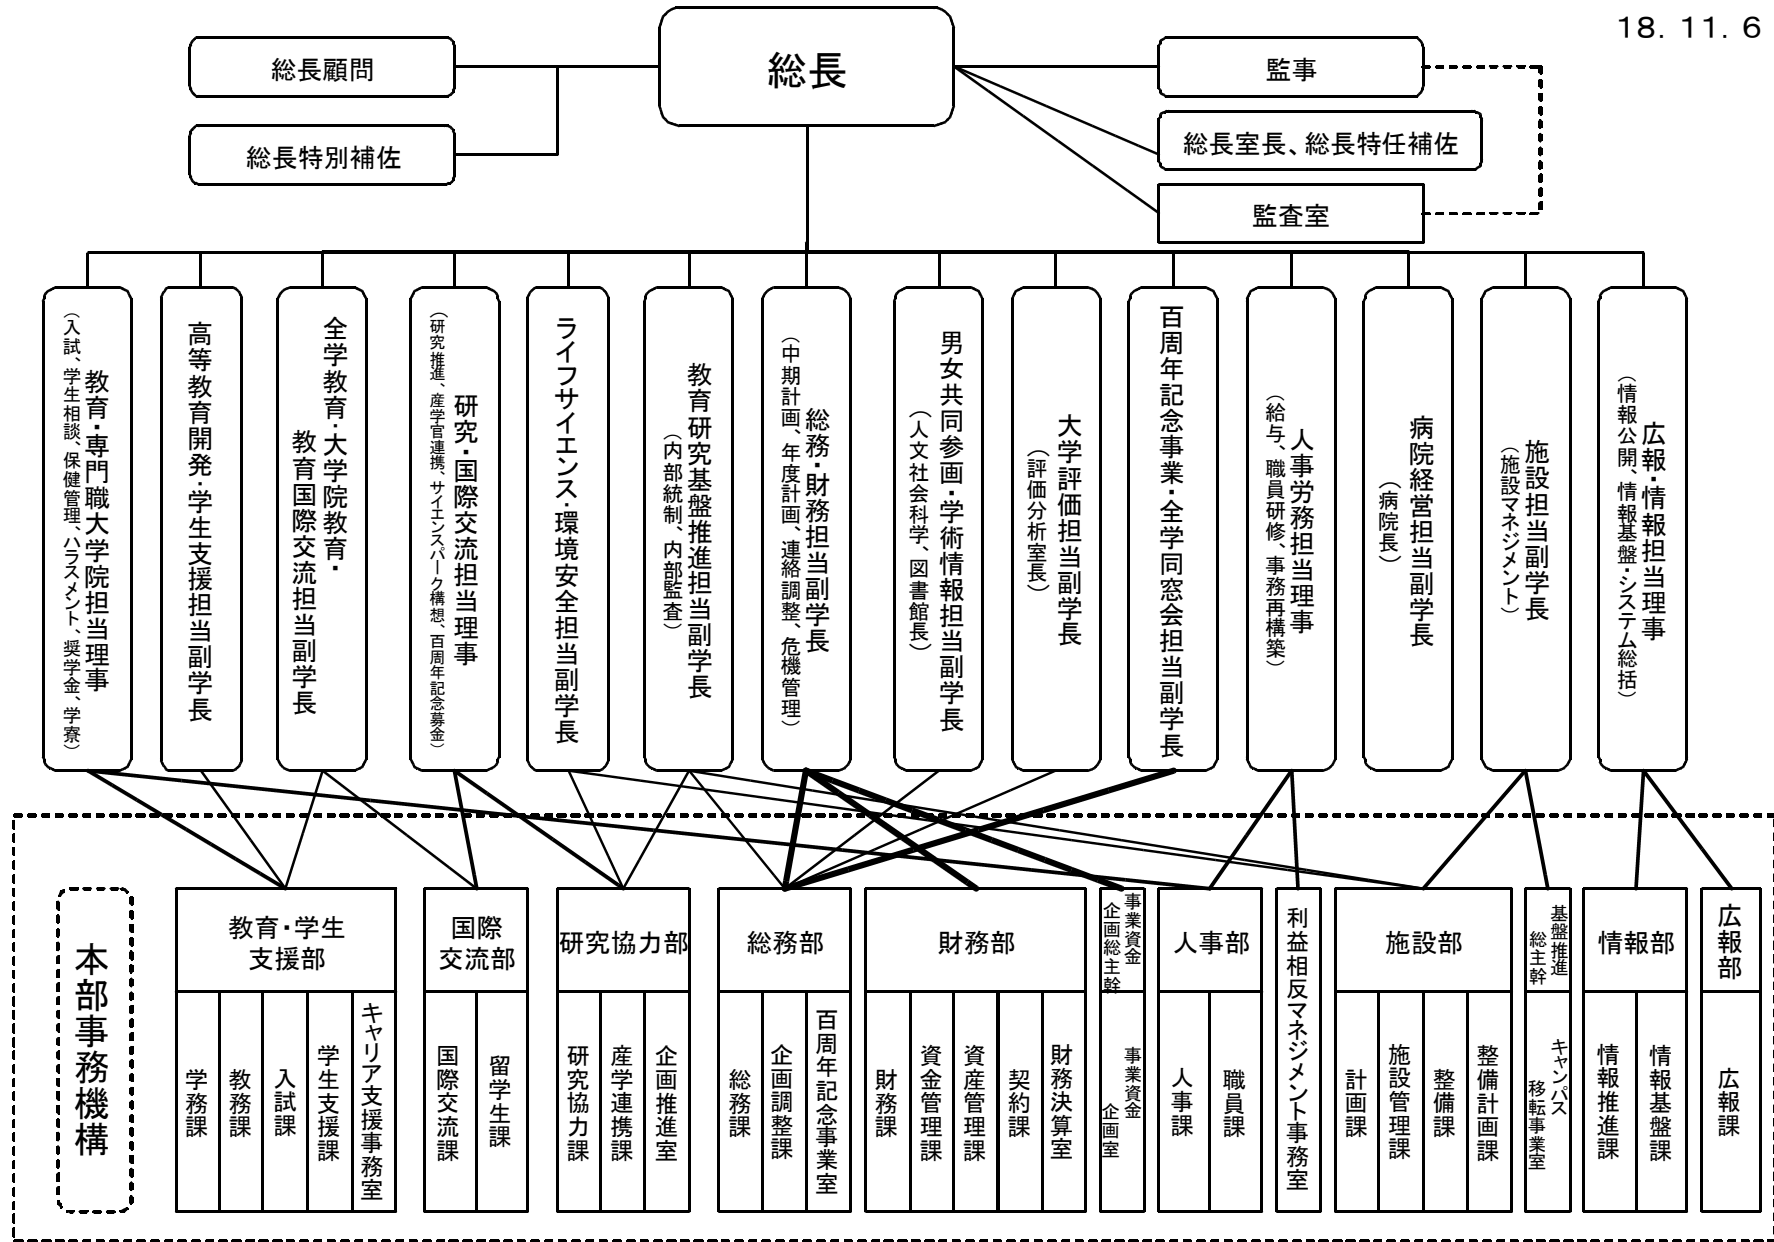 18. 11. 6
総長
総長顧問
総長特別補佐
監事
総長室長、総長特任補佐
監査室
教育・専門職大学院担当理事
（入試、学生相談、保健管理、ハラスメント、奨学金、学寮）
高等教育開発・学生支援担当副学長
全学教育・大学院教育・
教育国際交流担当副学長
研究・国際交流担当理事
（研究推進、産学官連携、サイエンスパーク構想、百周年記念募金）
ライフサイエンス・環境安全担当副学長
教育研究基盤推進担当副学長
（内部統制、内部監査）
総務・財務担当副学長
（中期計画、年度計画、連絡調整、危機管理）
男女共同参画・学術情報担当副学長
（人文社会科学、図書館長）
大学評価担当副学長
（評価分析室長）
百周年記念事業・全学同窓会担当副学長
人事労務担当理事
（給与、職員研修、事務再構築）
病院経営担当副学長
（病院長）
施設担当副学長
（施設マネジメント）
広報・情報担当理事
（情報公開、情報基盤・システム総括）
本部事務機構
教育・学生
支援部
学務課
教務課
入試課
学生支援課
キャリア支援事務室
国際
交流部
国際交流課
留学生課
研究協力部
研究協力課
産学連携課
企画推進室
総務部
総務課
企画調整課
百周年記念事業室
財務部
財務課
資金管理課
資産管理課
契約課
財務決算室
事業資金
企画総主幹
事業資金
企画室
人事部
人事課
職員課
利益相反マネジメント事務室
施設部
計画課
施設管理課
整備課
整備計画課
基盤推進
総主幹
キャンパス
移転事業室
情報部
情報推進課
情報基盤課
広報部
広報課